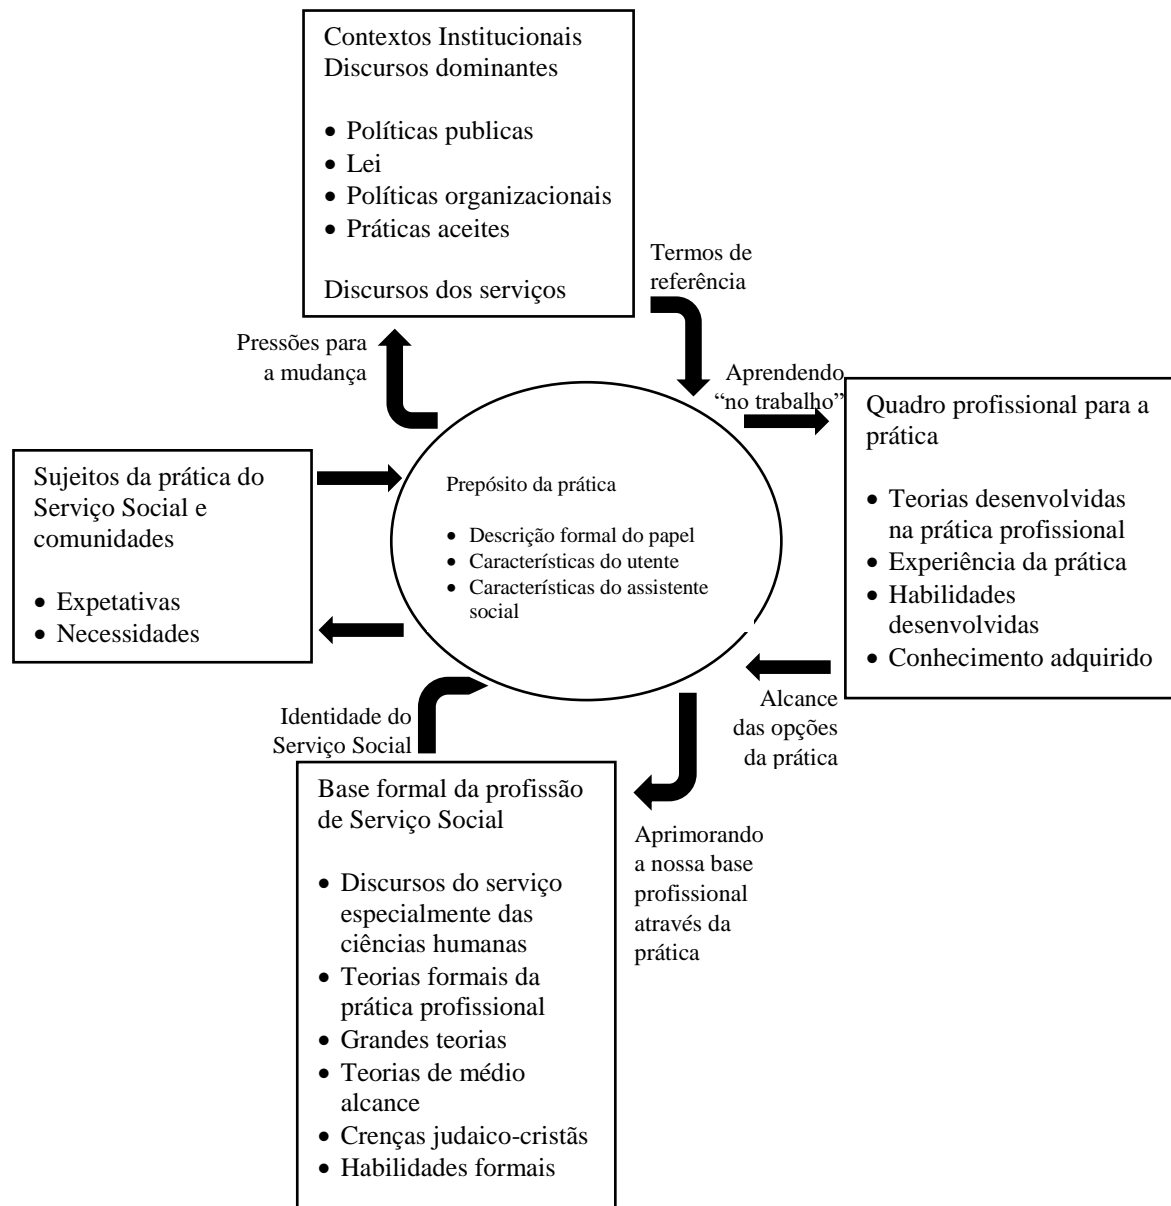 Contextos Institucionais
Discursos dominantes
• Políticas publicas
• Lei
• Políticas organizacionais
• Práticas aceites
Discursos dos serviços
Termos de
referência
Pressões para
a mudança
Aprendendo
“no trabalho”
Quadro profissional para a
prática
• Teorias desenvolvidas
na prática profissional
• Experiência da prática
• Habilidades
desenvolvidas
• Conhecimento adquirido
Sujeitos da prática do
Serviço Social e
comunidades
• Expetativas
• Necessidades
Prepósito da prática
• Descrição formal do papel
• Características do utente
• Características do assistente
social
Identidade do
Serviço Social
Alcance
das opções
da prática
Base formal da profissão
de Serviço Social
• Discursos do serviço
especialmente das
ciências humanas
• Teorias formais da
prática profissional
• Grandes teorias
• Teorias de médio
alcance
• Crenças judaico-cristãs
• Habilidades formais
Aprimorando
a nossa base
profissional
através da
prática